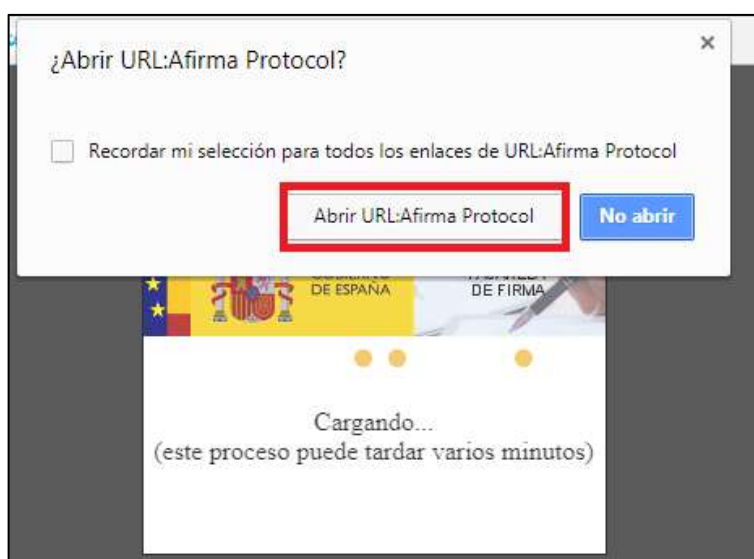 ¿Abrir URL:Afirma Protocol?
Recordar mi selección para todos los enlaces de URL:Afirma Protocol
Abrir URL:Afirma Protocol
No abrir
DE ESPAÑA
DE FIRMA
Cargando...
(este proceso puede tardar varios minutos)